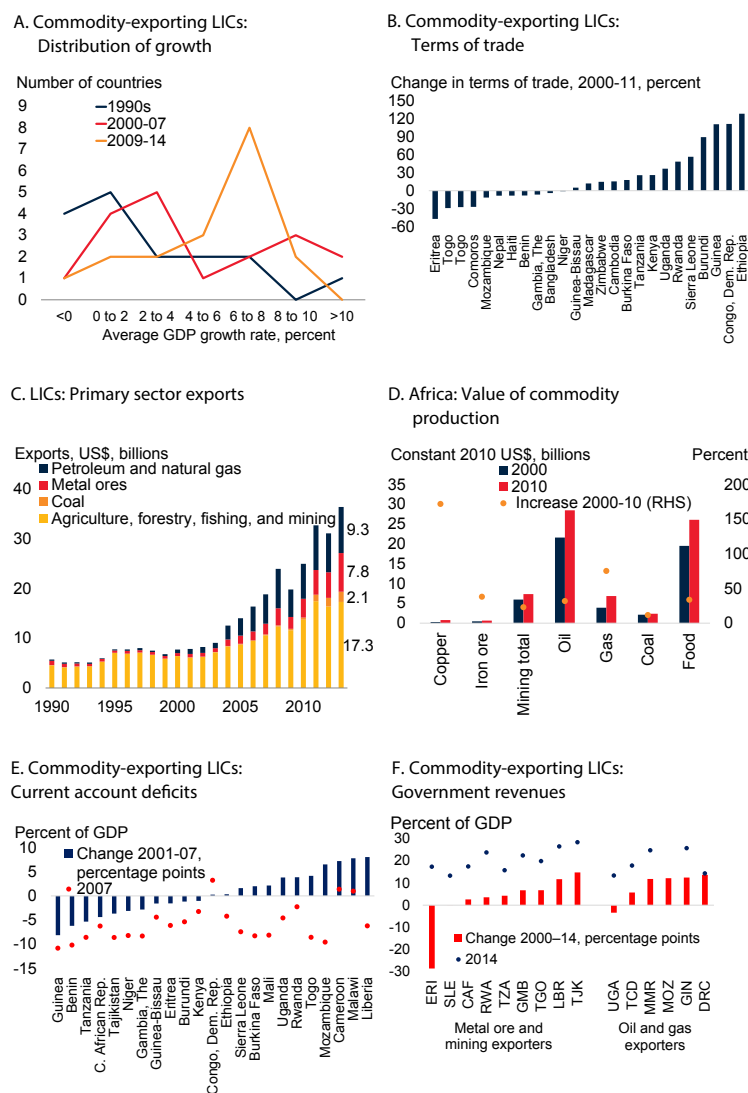 A. Commodity-exporting LICs:
Distribution of growth
Number of countries
9
8
7
6
5
4
3
2
1
0
1990s
2000-07
2009-14
<0
0 to 2
2 to 4
4 to 6
6 to 8
8 to 10
>10
Average GDP growth rate, percent
B. Commodity-exporting LICs:
Terms of trade
Change in terms of trade, 2000-11, percent
150
120
90
60
30
0
-30
-60
Eritrea
Togo
Togo
Comoros
Mozambique
Nepal
Haiti
Benin
Gambia, The
Bangladesh
Niger
Guinea-Bissau
Madagascar
Zimbabwe
Cambodia
Burkina Faso
Tanzania
Kenya
Uganda
Rwanda
Sierra Leone
Burundi
Guinea
Congo, Dem. Rep.
Ethiopia
C. LICs: Primary sector exports
Exports, US$, billions
Petroleum and natural gas
Metal ores
Coal
Agriculture, forestry, fishing, and mining
40
30
20
10
0
9.3
7.8
2.1
17.3
1990
1995
2000
2005
2010
D. Africa: Value of commodity
production
Constant 2010 US$, billions
Percent
2000
2010
Increase 2000-10 (RHS)
35
30
25
20
15
10
5
0
200
150
100
50
0
Copper
Iron ore
Mining total
Oil
Gas
Coal
Food
E. Commodity-exporting LICs:
Current account deficits
Percent of GDP
10
5
0
-5
-10
-15
Change 2001-07,
percentage points
2007
Guinea
Benin
Tanzania
C. African Rep.
Tajikistan
Niger
Gambia, The
Guinea-Bissau
Eritrea
Burundi
Kenya
Congo, Dem. Rep.
Ethiopia
Sierra Leone
Burkina Faso
Mali
Uganda
Rwanda
Togo
Mozambique
Cameroon
Malawi
Liberia
F. Commodity-exporting LICs:
Government revenues
Percent of GDP
30
20
10
0
-10
-20
-30
Change 2000–14, percentage points
2014
ERI
SLE
CAF
RWA
TZA
GMB
TGO
LBR
TJK
UGA
TCD
MMR
MOZ
GIN
DRC
Metal ore and
mining exporters
Oil and gas
exporters